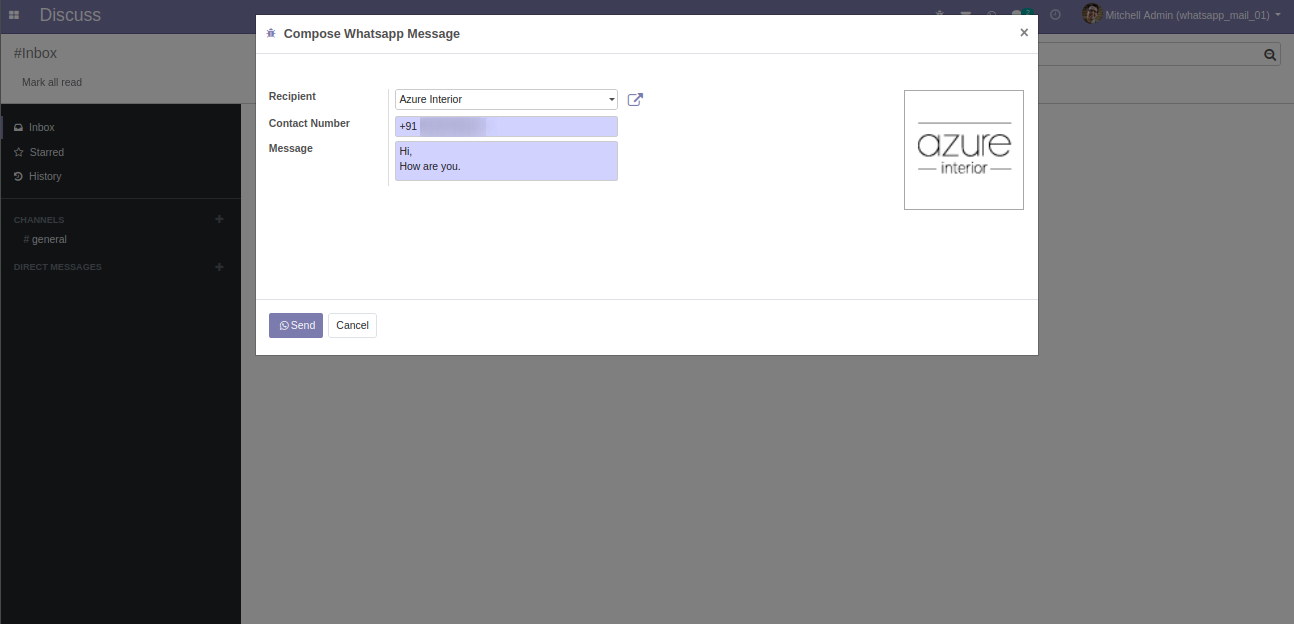 Discuss
2
Mitchell Admin (whatsapp_mail_01)
#Inbox
Mark all read
Inbox
Starred
History
CHANNELS
# general
DIRECT MESSAGES
Compose Whatsapp Message
×
Recipient
Azure Interior
Contact Number
+91
Message
Hi,
How are you.
azure
interior
Send
Cancel